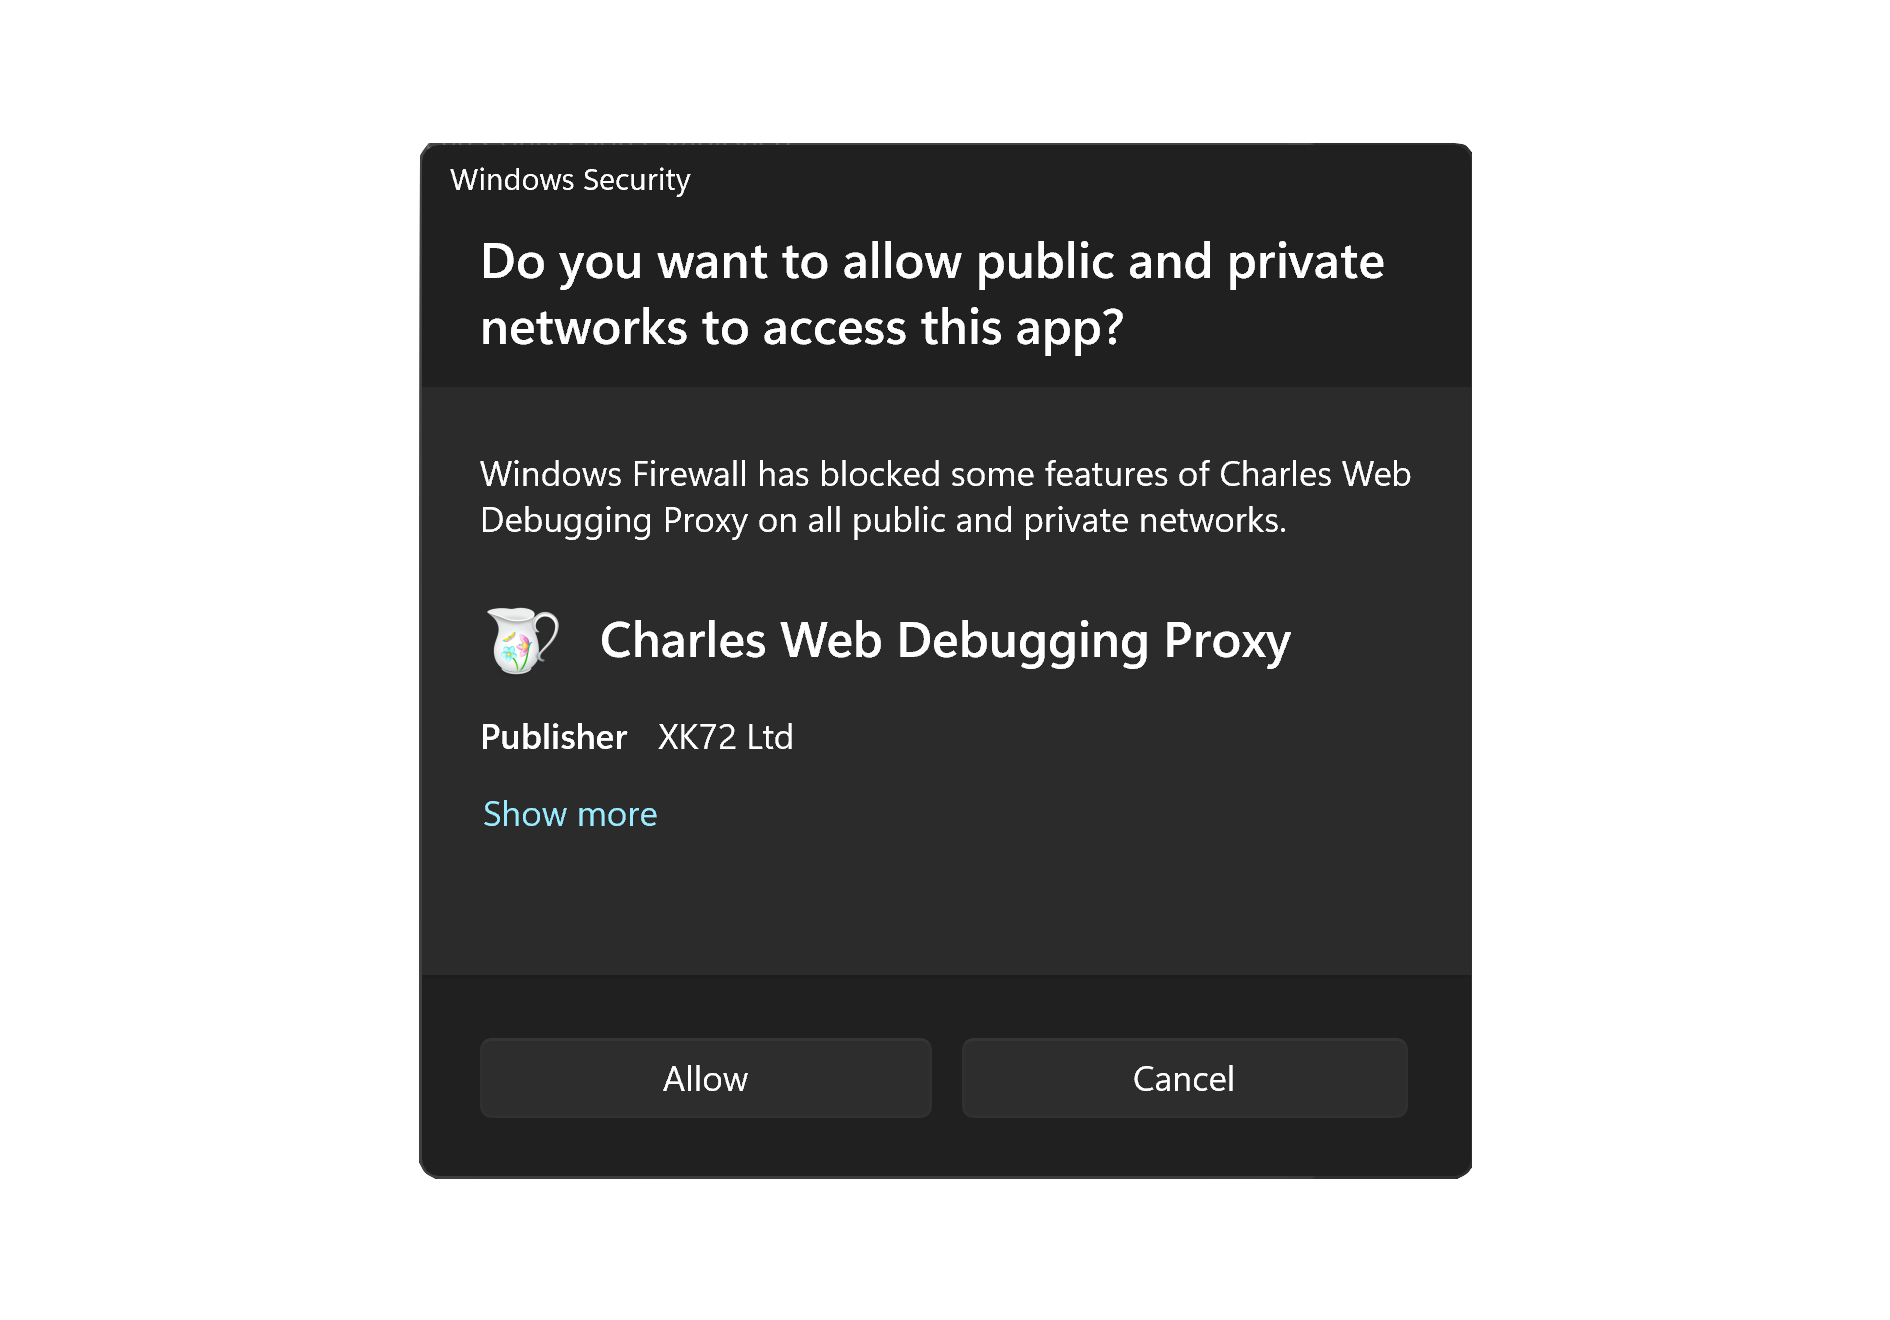 Windows Security
Do you want to allow public and private
networks to access this app?
Windows Firewall has blocked some features of Charles Web
Debugging Proxy on all public and private networks.
Charles Web Debugging Proxy
Publisher XK72 Ltd
Show more
Allow Cancel